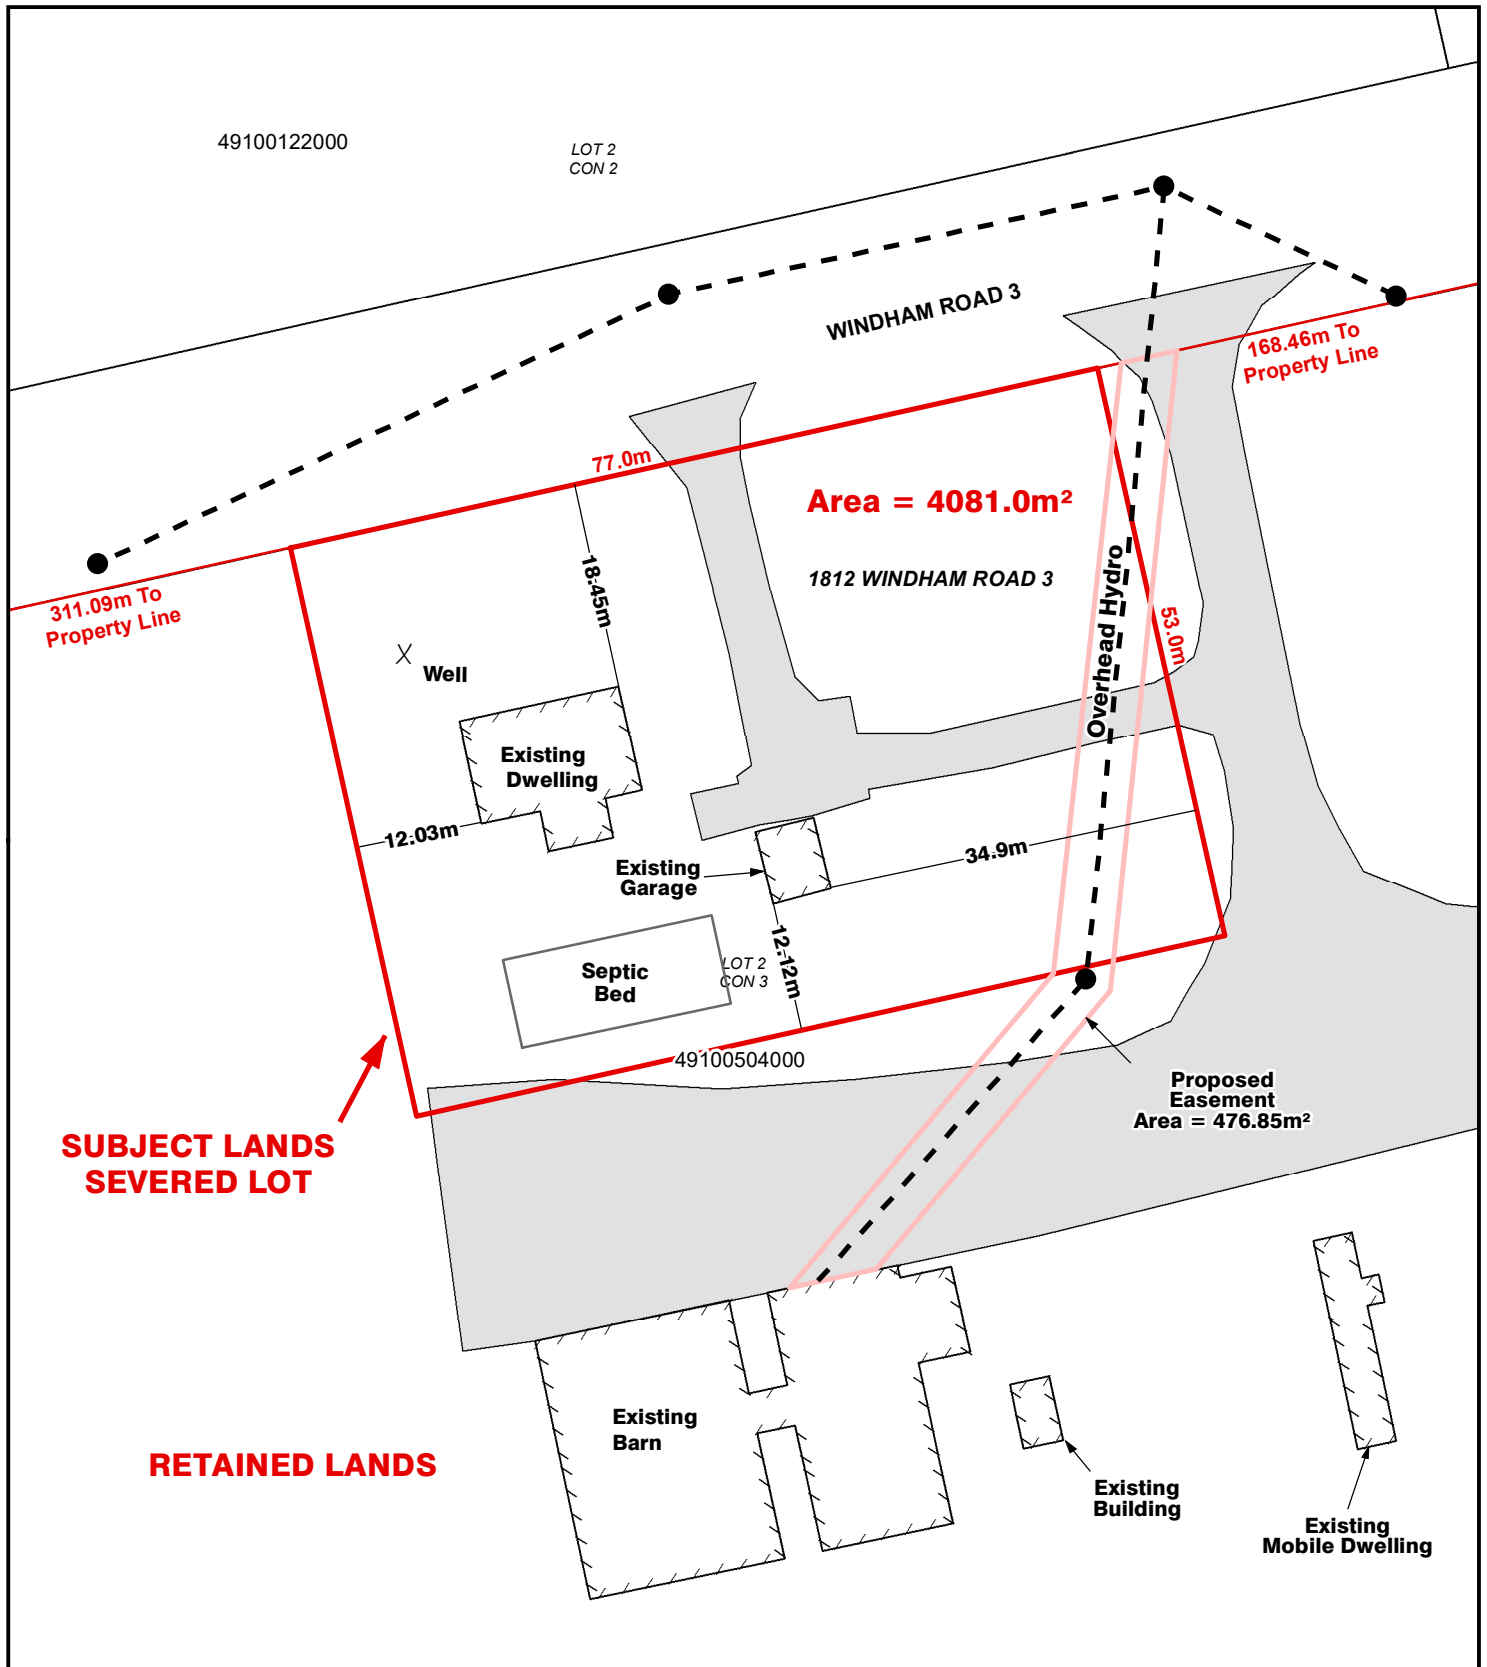 49100122000
LOT 2
CON 2
WINDHAM ROAD 3
168.46m To
Property Line
77.0m
Area = 4081.0m²
1812 WINDHAM ROAD 3
18.45m
Overhead Hydro
53.0m
311.09m To
Property Line
X
Well
Existing
Dwelling
12.03m
34.9m
Existing
Garage
12.12m
LOT 2
CON 3
Septic
Bed
49100504000
Proposed
Easement
Area = 476.85m²
SUBJECT LANDS
SEVERED LOT
Existing
Barn
RETAINED LANDS
Existing
Building
Existing
Mobile Dwelling